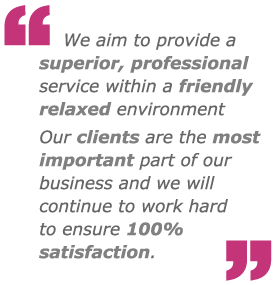 “
We aim to provide a
superior, professional
service within a friendly
relaxed environment
Our clients are the most
important part of our
business and we will
continue to work hard
to ensure 100%
satisfaction.
”